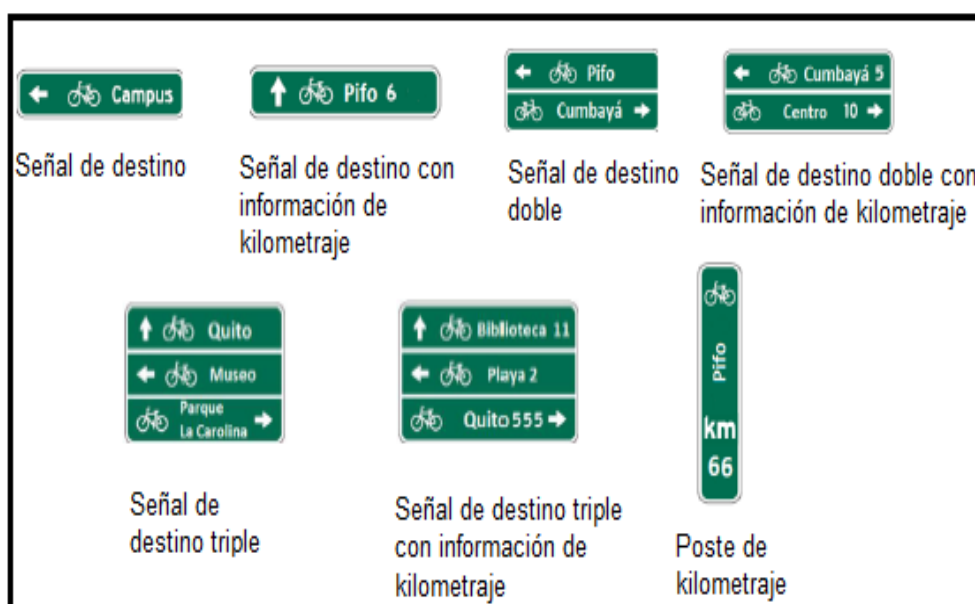 Campus
Pifo 6
Pifo
Cumbayá
Cumbayá 5
Centro 10
Señal de destino
Señal de destino con
información de
kilometraje
Señal de destino
doble
Señal de destino doble con
información de kilometraje
Quito
Museo
Parque
La Carolina
Biblioteca 11
Playa 2
Quito 555
Pifo
km
66
Señal de
destino triple
Señal de destino triple
con información de
kilometraje
Poste de
kilometraje